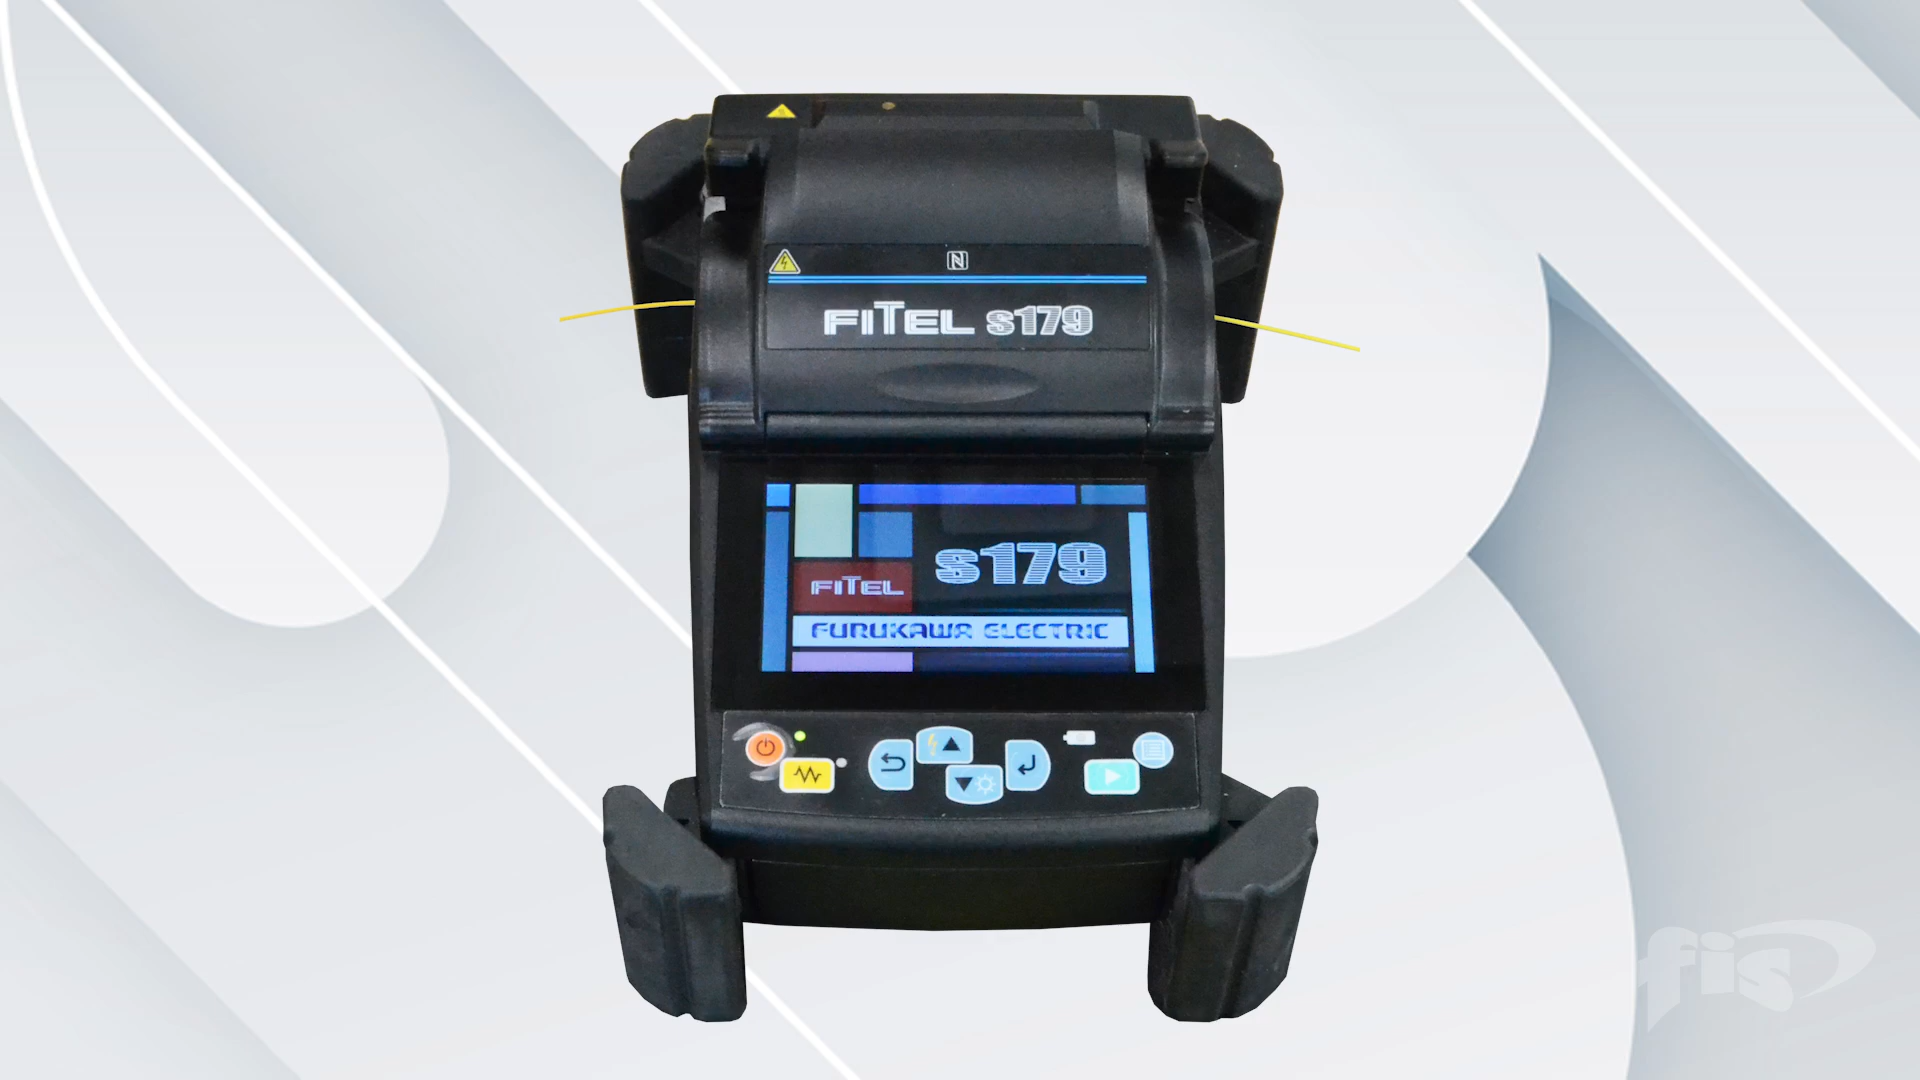 FITEL s179
s179
FITEL
FURUKAWA ELECTRIC
fis